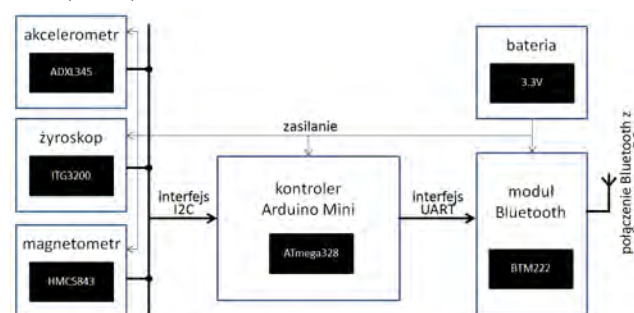 akcelerometr
ADXL345
żyroskop
ITG3200
magnetometr
HMC5843
interfejs
I2C
zasilanie
kontroler
Arduino Mini
ATmega328
interfejs
UART
bateria
3.3V
moduł
Bluetooth
BTM222
połączenie Bluetooth z